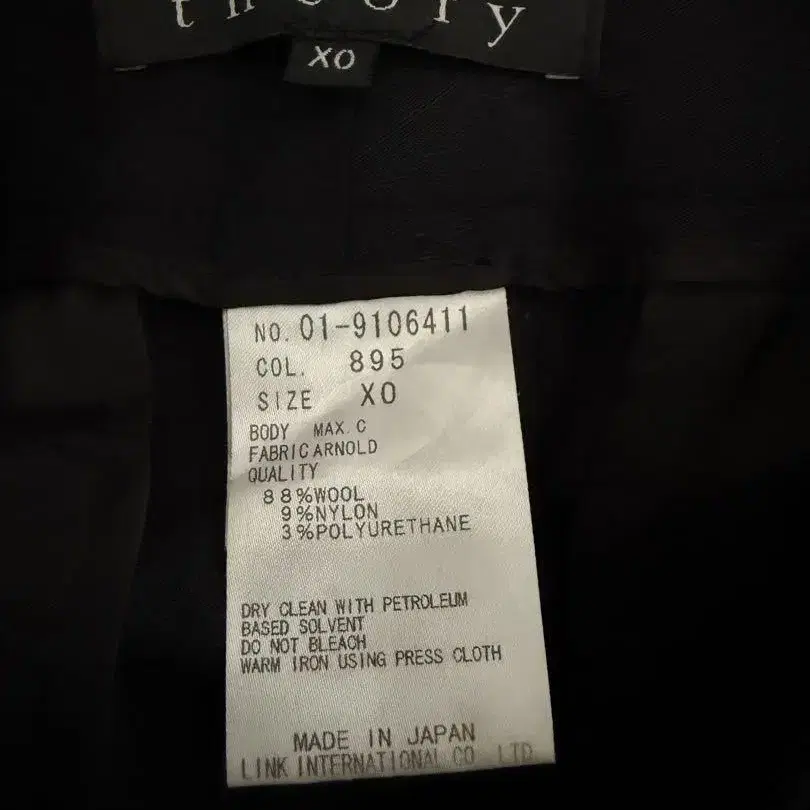 theory
XO
NO. 01-9106411
COL. 895
SIZE XO
BODY MAX. C
FABRIC ARNOLD
QUALITY
88%WOOL
9%NYLON
3%POLYURETHANE
DRY CLEAN WITH PETROLEUM
BASED SOLVENT
DO NOT BLEACH
WARM IRON USING PRESS CLOTH
MADE IN JAPAN
LINK INTERNATIONAL CO LTD.